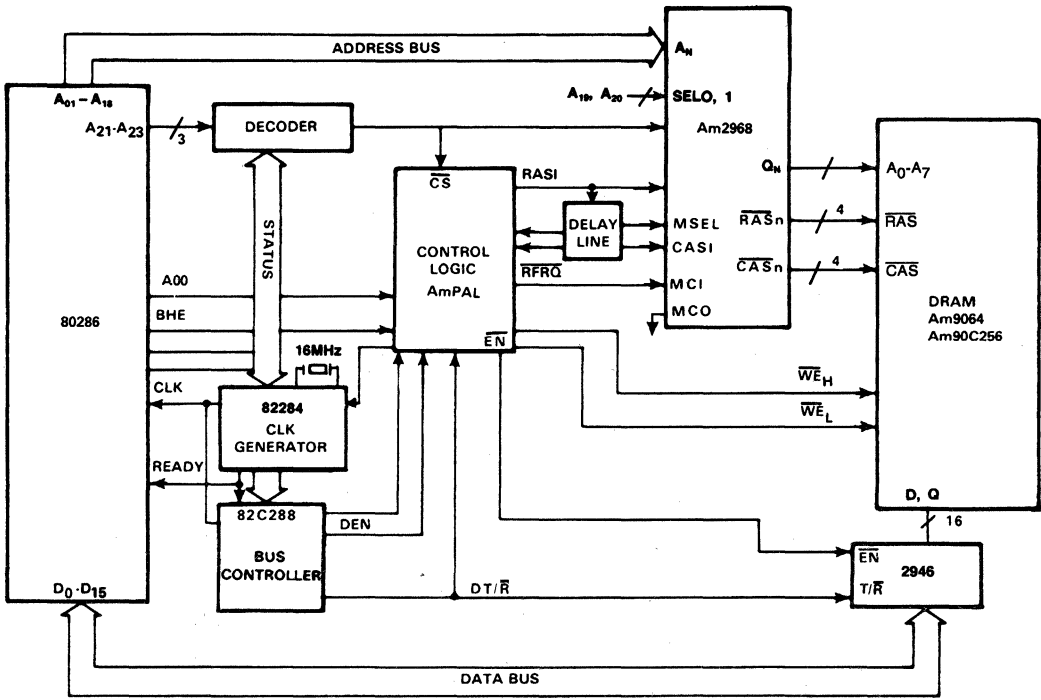 ADDRESS BUS
A01 – A18
A21-A23
3
DECODER
A19, A20
AN
SELO, 1
Am2968
QN
RASn
4
CASn
4
MSEL
CASI
MCI
MCO
STATUS
CS
RASI
DELAY
LINE
CONTROL
LOGIC
AmPAL
RFRQ
EN
A0-A7
RAS
CAS
DRAM
Am9064
Am90C256
WEH
WEL
D, Q
16
80286
A00
BHE
CLK
READY
16MHz
82284
CLK
GENERATOR
82C288
BUS
CONTROLLER
DEN
DT/R
EN
2946
T/R
D0-D15
DATA BUS